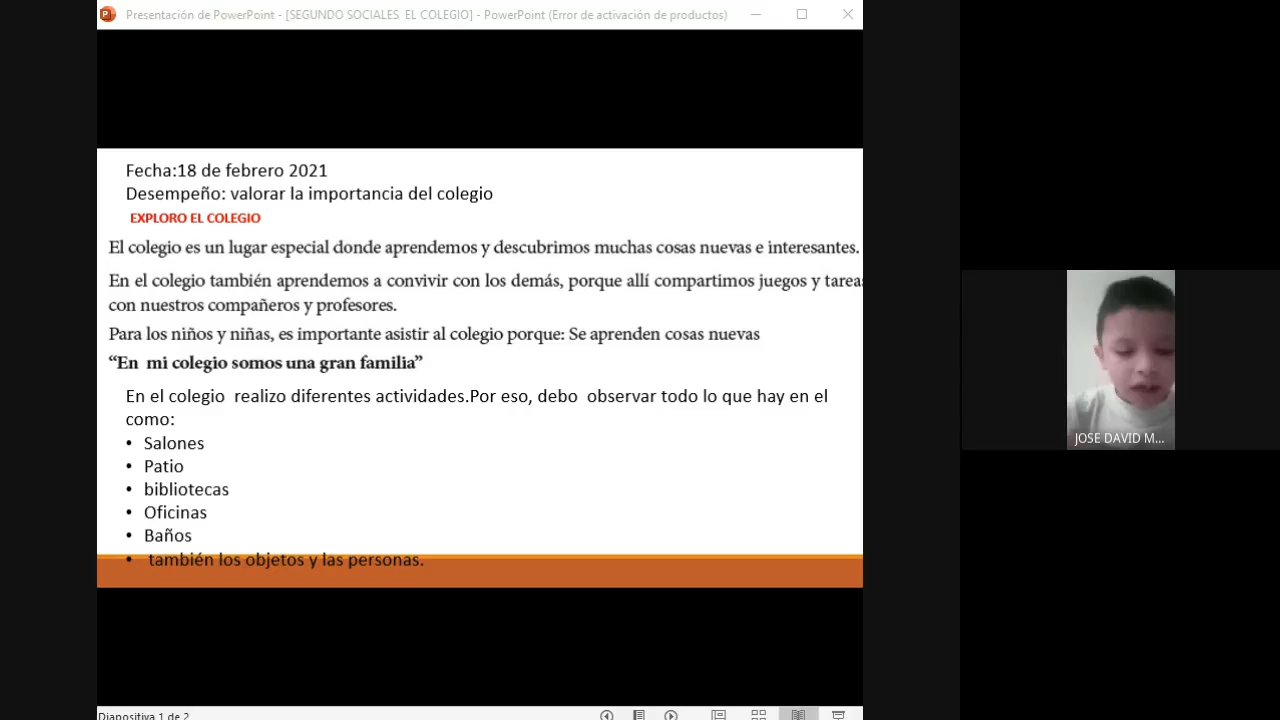 Presentación de PowerPoint - [SEGUNDO SOCIALES EL COLEGIO] - PowerPoint (Error de activación de productos)
Fecha:18 de febrero 2021
Desempeño: valorar la importancia del colegio
EXPLORO EL COLEGIO
El colegio es un lugar especial donde aprendemos y descubrimos muchas cosas nuevas e interesantes.
En el colegio también aprendemos a convivir con los demás, porque allí compartimos juegos y tareas
con nuestros compañeros y profesores.
Para los niños y niñas, es importante asistir al colegio porque: Se aprenden cosas nuevas
“En mi colegio somos una gran familia”
En el colegio realizo diferentes actividades.Por eso, debo observar todo lo que hay en el
como:
• Salones
• Patio
• bibliotecas
• Oficinas
• Baños
• también los objetos y las personas.
JOSE DAVID M...
Diapositiva 1 de 2